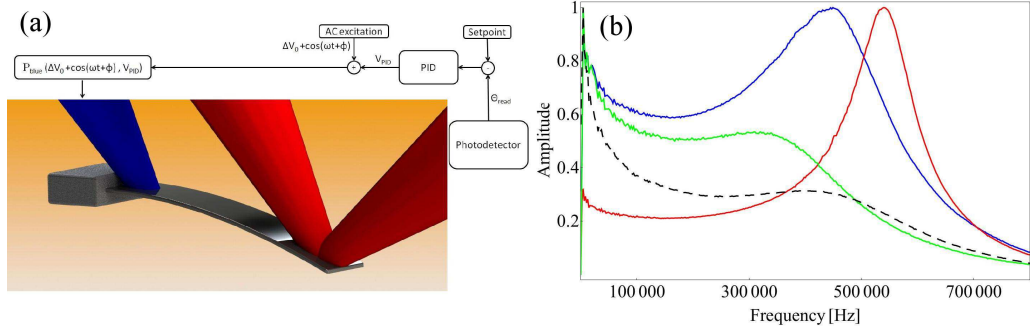 (a)
AC excitation
ΔV₀+cos(ωt+ϕ)
Setpoint
P_blue (ΔV₀+cos(ωt+ϕ) , V_PID)
+
V_PID
PID
-
Θ_read
Photodetector
(b)
Amplitude
1
0.8
0.6
0.4
0.2
100 000
300 000
500 000
700 000
Frequency [Hz]